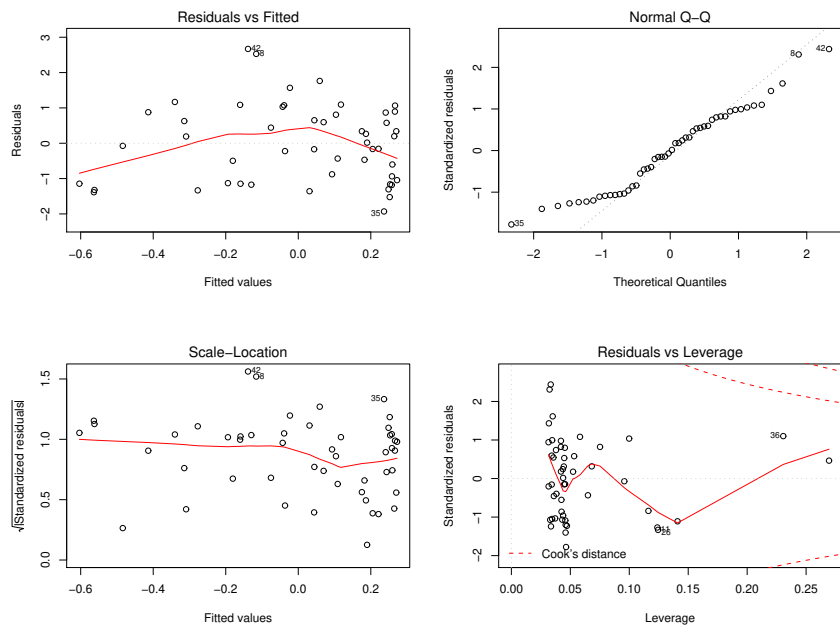 Residuals vs Fitted
Residuals
3
2
1
0
−1
−2
42
8
35
−0.6 −0.4 −0.2 0.0 0.2
Fitted values
Normal Q−Q
Standardized residuals
2
1
0
−1
8
42
35
−2 −1 0 1 2
Theoretical Quantiles
Scale−Location
√|Standardized residuals|
1.5
1.0
0.5
0.0
42
8
35
−0.6 −0.4 −0.2 0.0 0.2
Fitted values
Residuals vs Leverage
Standardized residuals
2
1
0
−1
−2
36
26
Cook's distance
0.00 0.05 0.10 0.15 0.20 0.25
Leverage